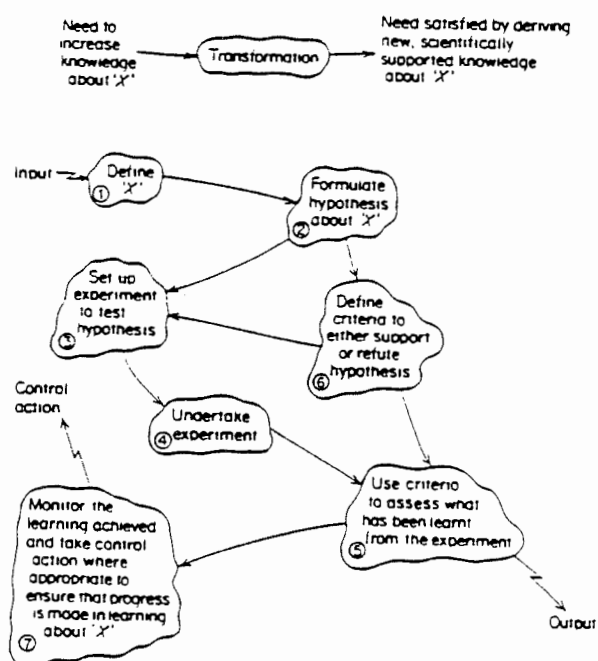 Need to
increase
knowledge
about 'X'
Transformation
Need satisfied by deriving
new, scientifically
supported knowledge
about 'X'
Input
Define
'X'
①
Formulate
hypothesis
about 'X'
②
Set up
experiment
to test
hypothesis
③
Define
criteria to
either support
or refute
hypothesis
⑥
Control
action
Undertake
④ experiment
Use criterio
to assess what
has been learnt
from the experiment
⑤
Monitor the
learning achieved
and take control
action where
appropriate to
ensure that progress
is made in learning
about 'X'
⑦
Output